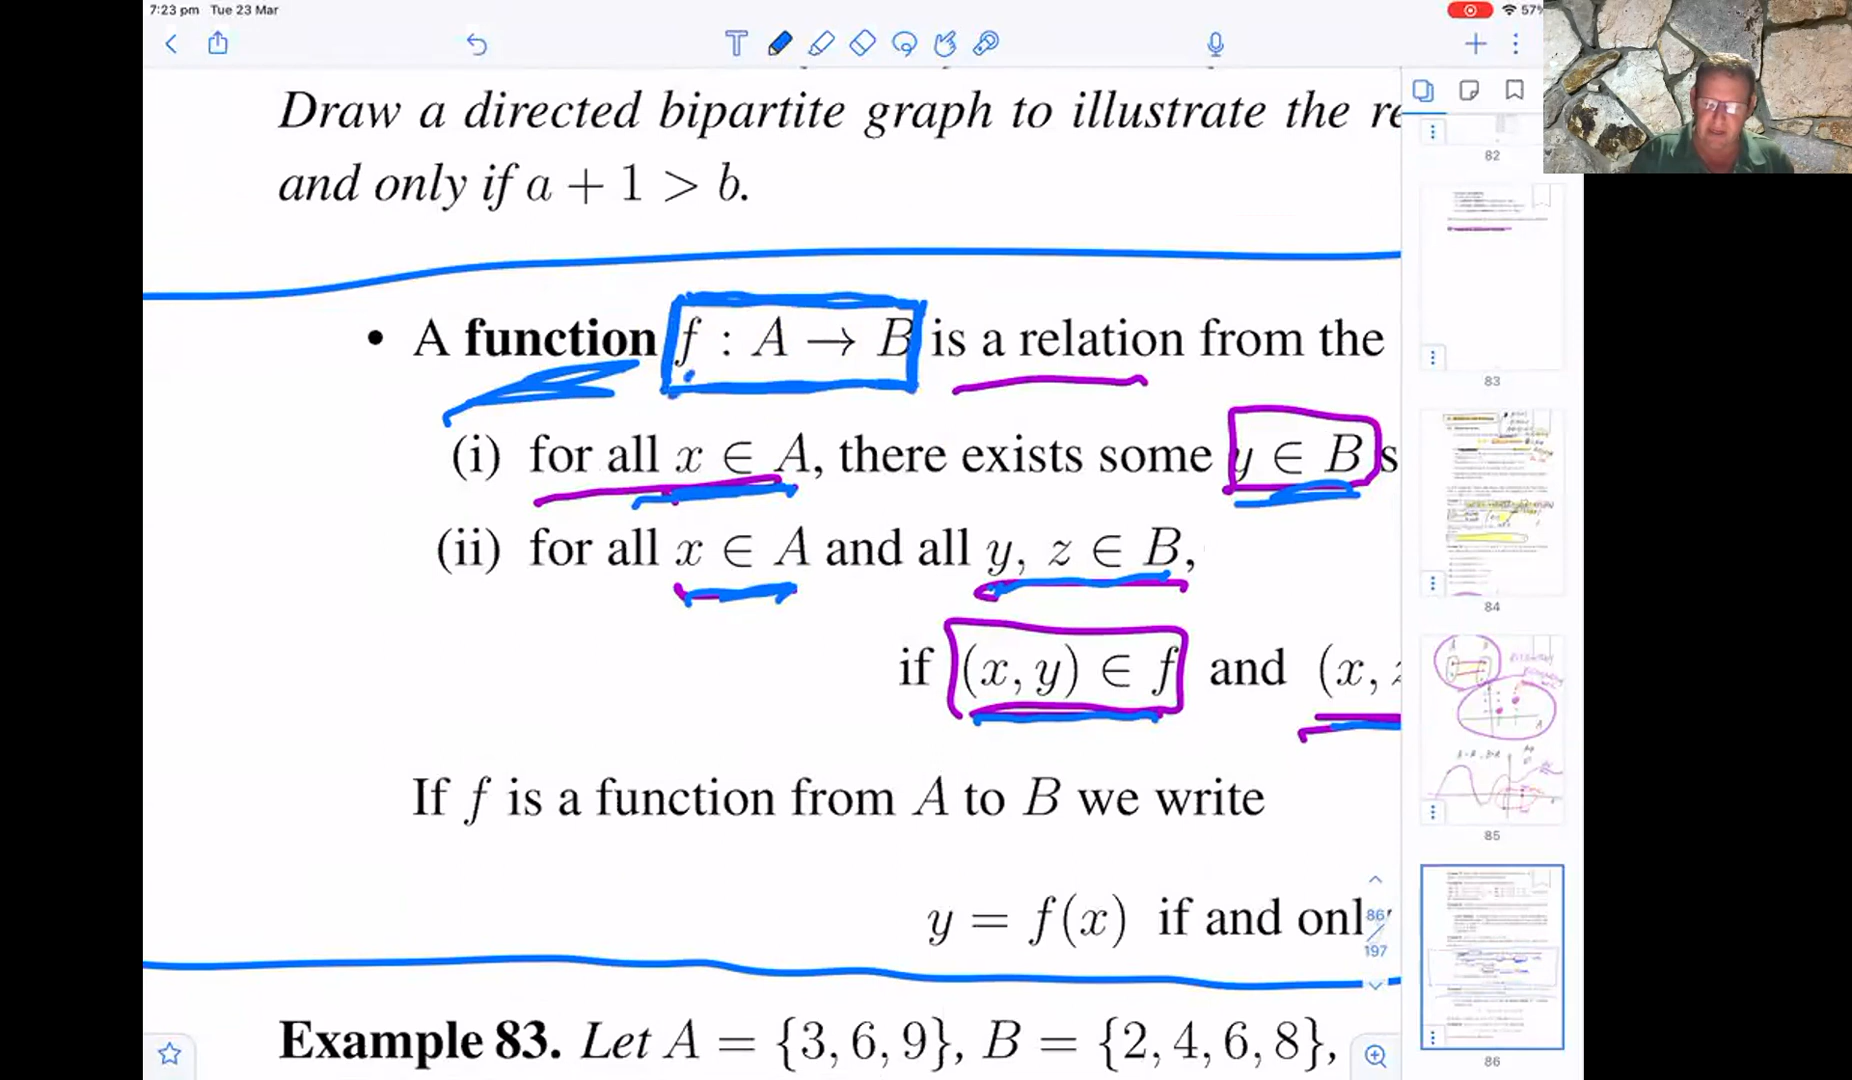 7:23 pm Tue 23 Mar
57%
Draw a directed bipartite graph to illustrate the re
and only if a + 1 > b.
• A function f : A → B is a relation from the
(i) for all x ∈ A, there exists some y ∈ B s
(ii) for all x ∈ A and all y, z ∈ B,
if (x, y) ∈ f and (x, z
If f is a function from A to B we write
y = f(x) if and only
Example 83. Let A = {3, 6, 9}, B = {2, 4, 6, 8},
86/197
82
83
84
85
86